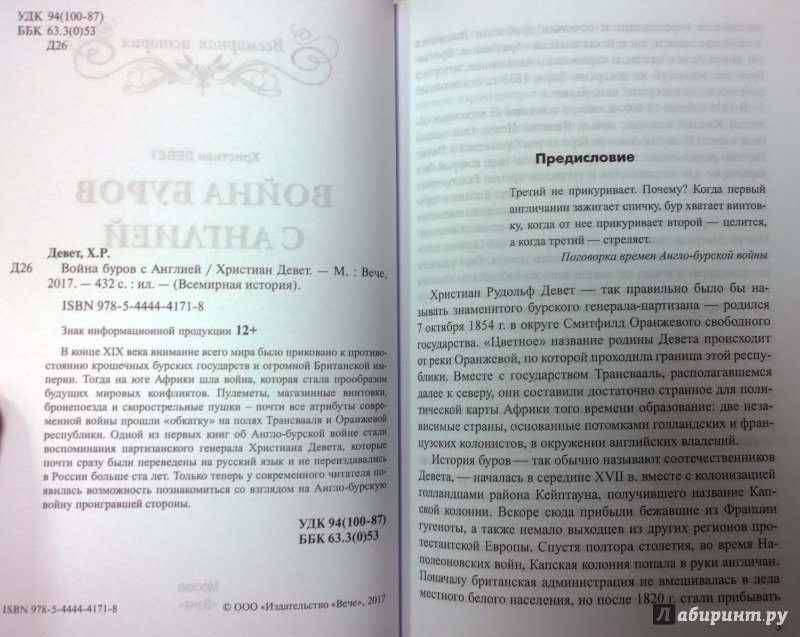 УДК 94(100-87)
ББК 63.3(0)53
Д26
Девет, Х.Р.
Д26 Война буров с Англией / Христиан Девет. — М. : Вече,
2017. — 432 с. : ил. — (Всемирная история).
ISBN 978-5-4444-4171-8
Знак информационной продукции 12+
В конце XIX века внимание всего мира было приковано к противо-
стоянию крошечных бурских государств и огромной Британской им-
перии. Тогда на юге Африки шла война, которая стала прообразом
будущих мировых конфликтов. Пулеметы, магазинные винтовки,
бронепоезда и скорострельные пушки – почти все атрибуты совре-
менной войны прошли «обкатку» на полях Трансвааля и Оранжевой
республики. Одной из первых книг об Англо-бурской войне стали
воспоминания партизанского генерала Христиана Девета, которые
почти сразу были переведены на русский язык и не переиздавались
в России больше ста лет. Только теперь у современного читателя по-
явилась возможность познакомиться со взглядом на Англо-бурскую
войну проигравшей стороны.
УДК 94(100-87)
ББК 63.3(0)53
ISBN 978-5-4444-4171-8
© ООО «Издательство «Вече», 2017
Предисловие
Третий не прикуривает. Почему? Когда первый
англичанин зажигает спичку, бур хватает винтов-
ку, когда от нее прикуривает второй — целится,
а когда третий — стреляет.
Поговорка времен Англо-бурской войны
Христиан Рудольф Девет — так правильно было бы на-
зывать знаменитого бурского генерала-партизана — родился
7 октября 1854 г. в округе Смитфилд Оранжевого свободного
государства. «Цветное» название родины Девета происходит
от реки Оранжевой, по которой проходила граница этой респу-
блики. Вместе с государством Трансвааль, располагавшемся
далее к северу, они составили достаточно странное для поли-
тической карты Африки того времени образование: две неза-
висимые страны, основанные потомками голландских и фран-
цузских колонистов, в окружении английских владений.
История буров — так обычно называют соотечественников
Девета, — началась в середине XVII в. вместе с колонизацией
голландцами района Кейптауна, получившего название Кап-
ской колонии. Вскоре сюда прибыли бежавшие из Франции
гугеноты, а также немало выходцев из других регионов про-
тестантской Европы. Спустя полтора столетия, во время На-
полеоновских войн, Капская колония попала в руки англичан.
Поначалу британская администрация не вмешивалась в дела
местного белого населения, но после 1820 г. стали прибывать
Лабиринт.ру